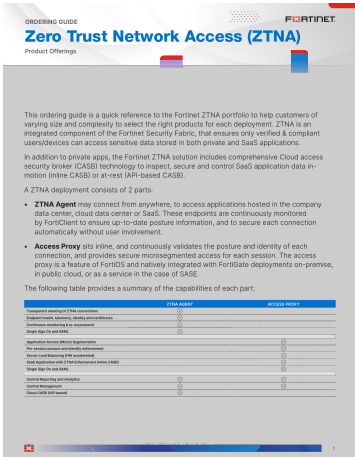 ORDERING GUIDE
FORTINET
Zero Trust Network Access (ZTNA)
Product Offerings
This ordering guide is a quick reference to the Fortinet ZTNA portfolio to help customers of
varying size and complexity to select the right products for each deployment. ZTNA is an
integrated component of the Fortinet Security Fabric, that ensures only verified & compliant
users/devices can access sensitive data stored in both private and SaaS applications.
In addition to private apps, the Fortinet ZTNA solution includes comprehensive Cloud access
security broker (CASB) technology to inspect, secure and control SaaS application data in-
motion (inline CASB) or at-rest (API-based CASB).
A ZTNA deployment consists of 2 parts:
• ZTNA Agent may connect from anywhere, to access applications hosted in the company
data center, cloud data center or SaaS. These endpoints are continuously monitored
by FortiClient to ensure up-to-date posture information, and to secure each connection
automatically without user involvement.
• Access Proxy sits inline, and continuously validates the posture and identity of each
connection, and provides secure microsegmented access for each session. The access
proxy is a feature of FortiOS and natively integrated with FortiGate deployments on-premise,
in public cloud, or as a service in the case of SASE.
The following table provides a summary of the capabilities of each part:
ZTNA AGENT ACCESS PROXY
Transparent steering of ZTNA connections
Endpoint health, telemetry, identity and certificates
Continuous monitoring & re-assessment
Single Sign On and SAML
Application Access (Micro) Segmentation
Per-session posture and identity enforcement
Server Load Balancing (HW accelerated)
SaaS Application with ZTNA Enforcement (inline CASB)
Single Sign On and SAML
Central Reporting and Analytics
Central Management
Cloud CASB (API based)
1